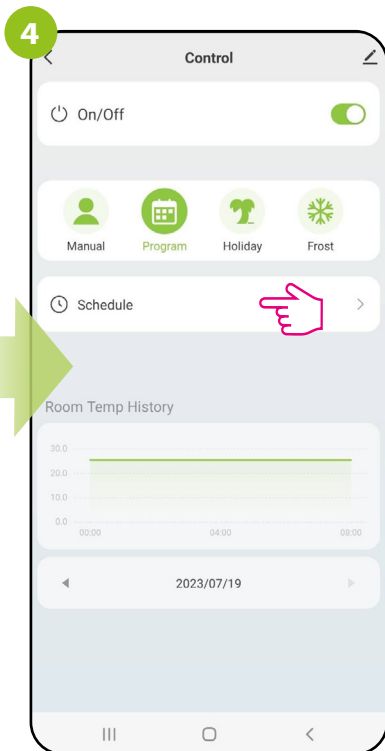 4
Control
On/Off
Manual Program Holiday Frost
Schedule
Room Temp History
30.0
20.0
10.0
0.0
00:00 04:00 08:00
2023/07/19